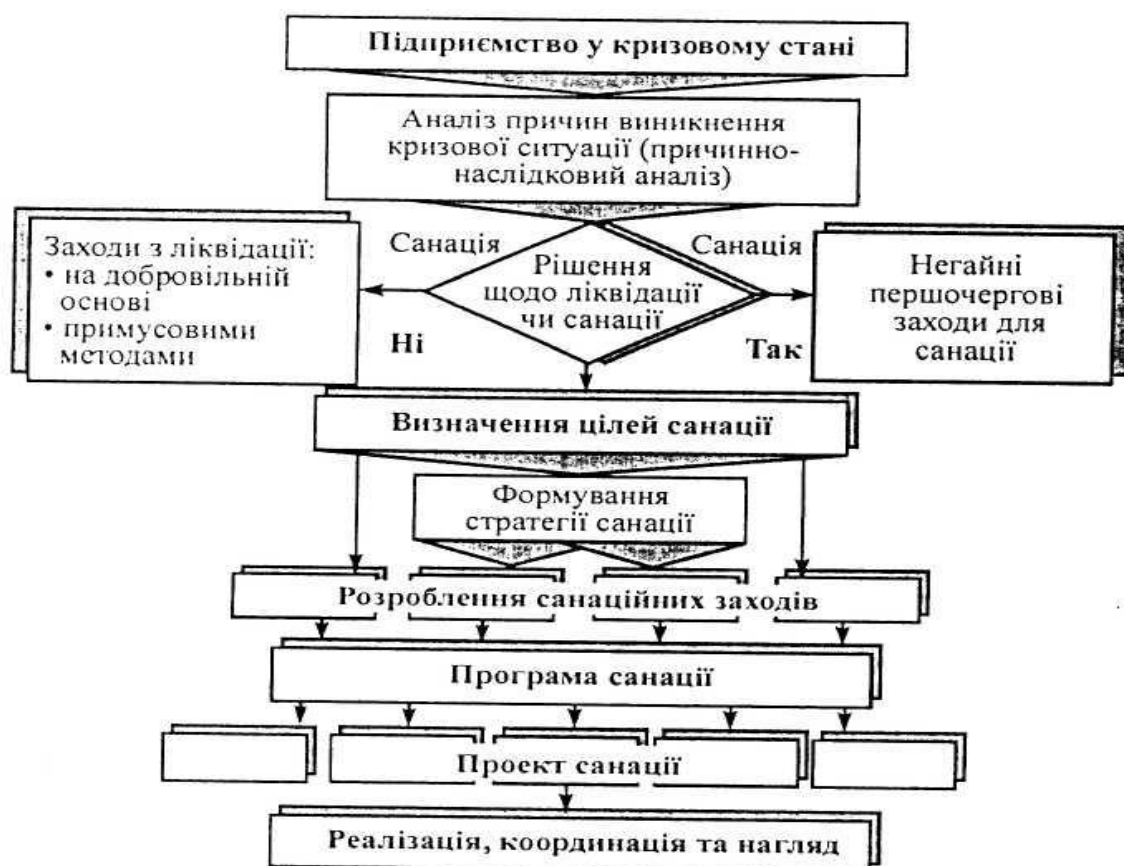 Підприємство у кризовому стані
Аналіз причин виникнення
кризової ситуації (причинно-
наслідковий аналіз)
Заходи з ліквідації:
• на добровільній
основі
• примусовими
методами
Санація
Ні
Рішення
щодо ліквідації
чи санації
Санація
Так
Негайні
першочергові
заходи для
санації
Визначення цілей санації
Формування
стратегії санації
Розроблення санаційних заходів
Програма санації
Проект санації
Реалізація, координація та нагляд